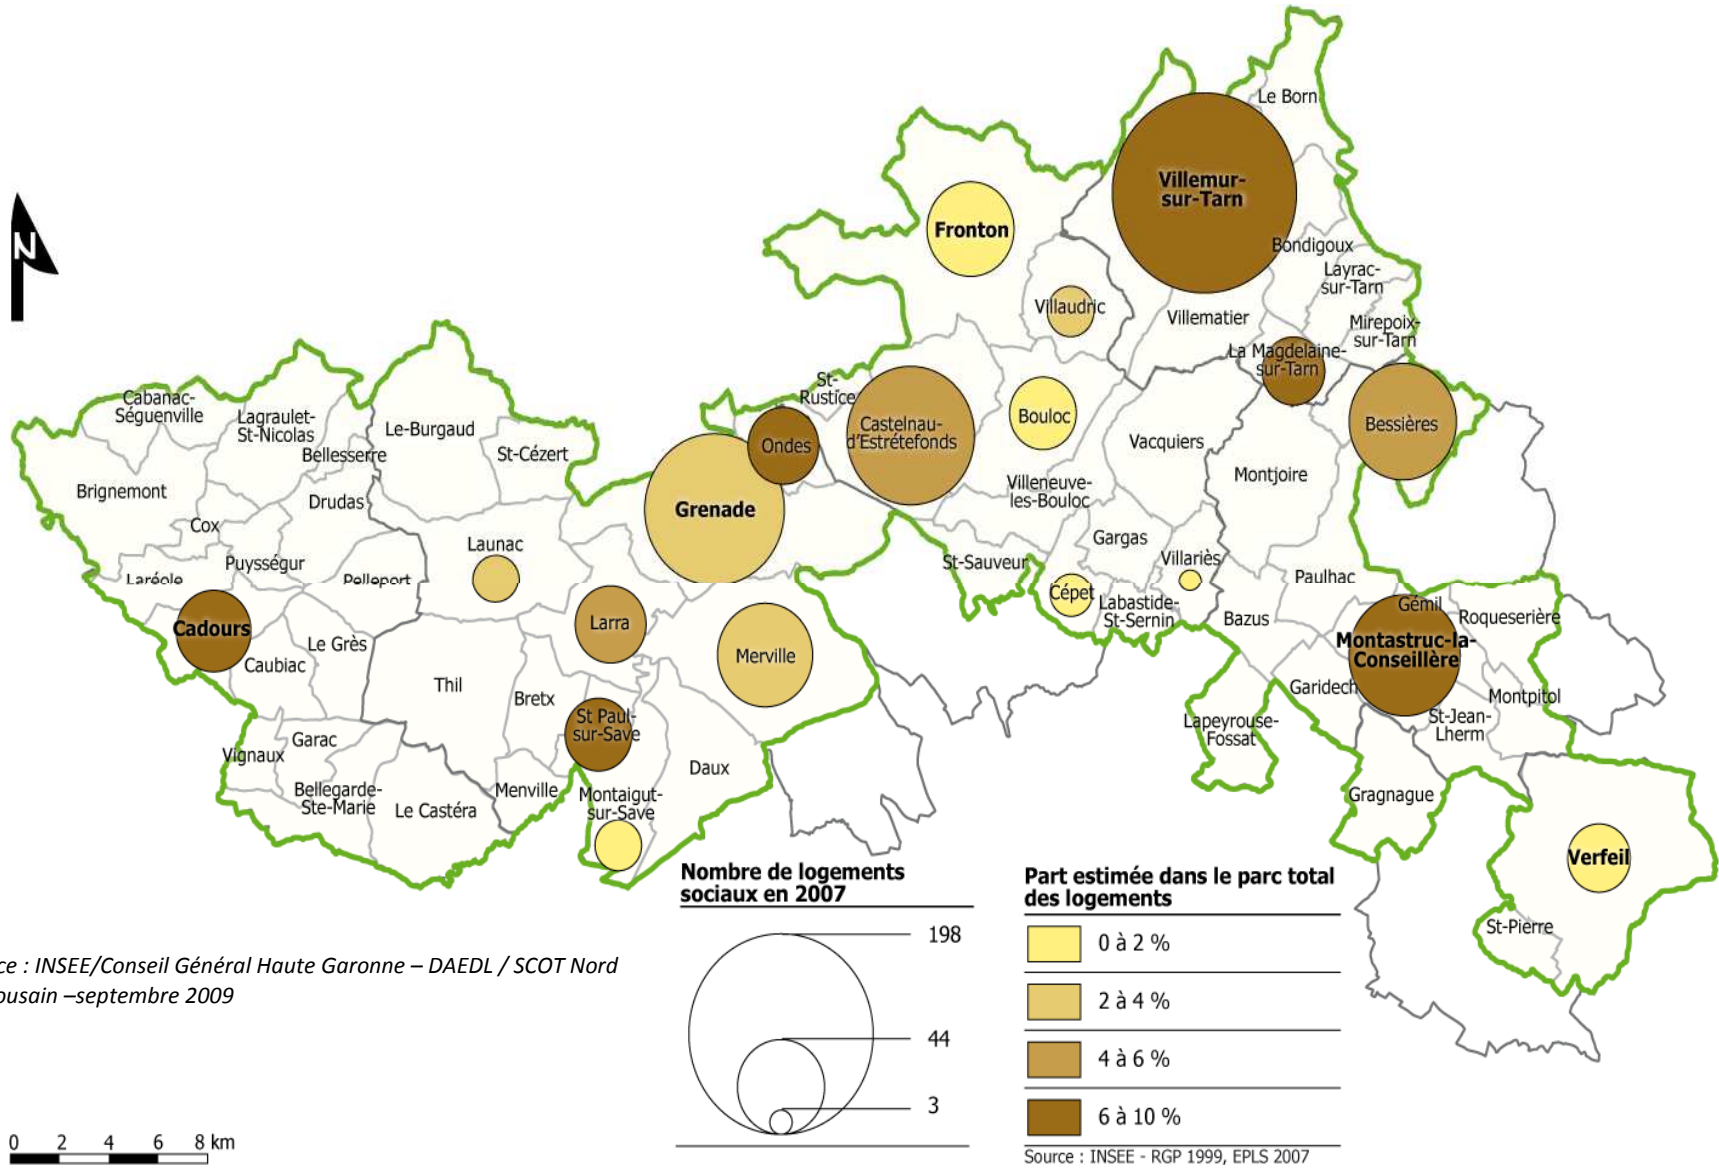 N
Le Born
Villemur-
sur-Tarn
Fronton
Bondigoux
Layrac-
sur-Tarn
Villaudric
Villematier
Mirepoix-
sur-Tarn
La Magdelaine-
sur-Tarn
St-
Rustice
Cabanac-
Séguenville
Lagraulet-
St-Nicolas
Le-Burgaud
Bellesserre
St-Cézert
Ondes
Castelnau-
d'Estrétefonds
Bouloc
Vacquiers
Bessières
Montjoire
Brignemont
Drudas
Villeneuve-
les-Bouloc
Grenade
Cox
Gargas
Launac
Puysségur
St-Sauveur
Villariès
Laréole
Pelleport
Paulhac
Cépet
Labastide-
St-Sernin
Gémil
Roqueserière
Bazus
Cadours
Larra
Le Grès
Caubiac
Merville
Montastruc-la-
Conseillère
Thil
Bretx
Garidech
Montpitol
St Paul-
sur-Save
Lapeyrouse-
Fossat
St-Jean-
Lherm
Garac
Vignaux
Daux
Bellegarde-
Ste-Marie
Le Castéra
Menville
Montaigut-
sur-Save
Gragnague
Verfeil
St-Pierre
Nombre de logements
sociaux en 2007
198
44
3
Part estimée dans le parc total
des logements
0 à 2 %
2 à 4 %
4 à 6 %
6 à 10 %
Source : INSEE - RGP 1999, EPLS 2007
ce : INSEE/Conseil Général Haute Garonne – DAEDL / SCOT Nord
ousain –septembre 2009
0 2 4 6 8 km